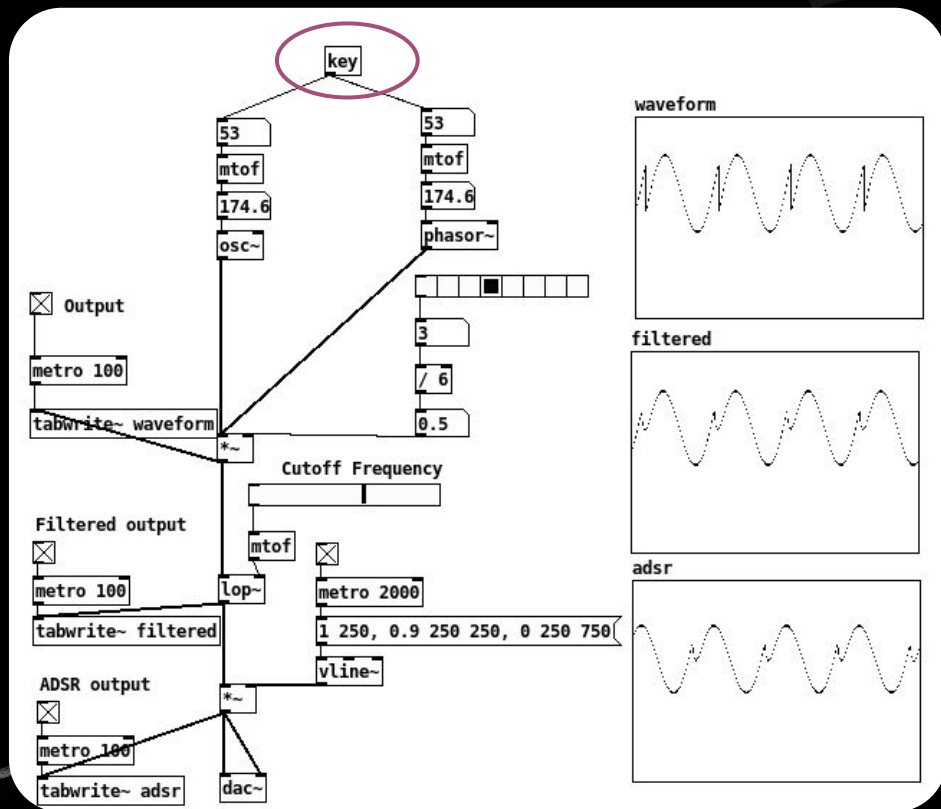 key
53
53
mtof
mtof
174.6
174.6
osc~
phasor~
Output
3
metro 100
/ 6
tabwrite~ waveform
0.5
*~
Cutoff Frequency
Filtered output
mtof
metro 100
lop~
metro 2000
tabwrite~ filtered
1 250, 0.9 250 250, 0 250 750
vline~
ADSR output
*~
metro 100
tabwrite~ adsr
dac~
waveform
filtered
adsr